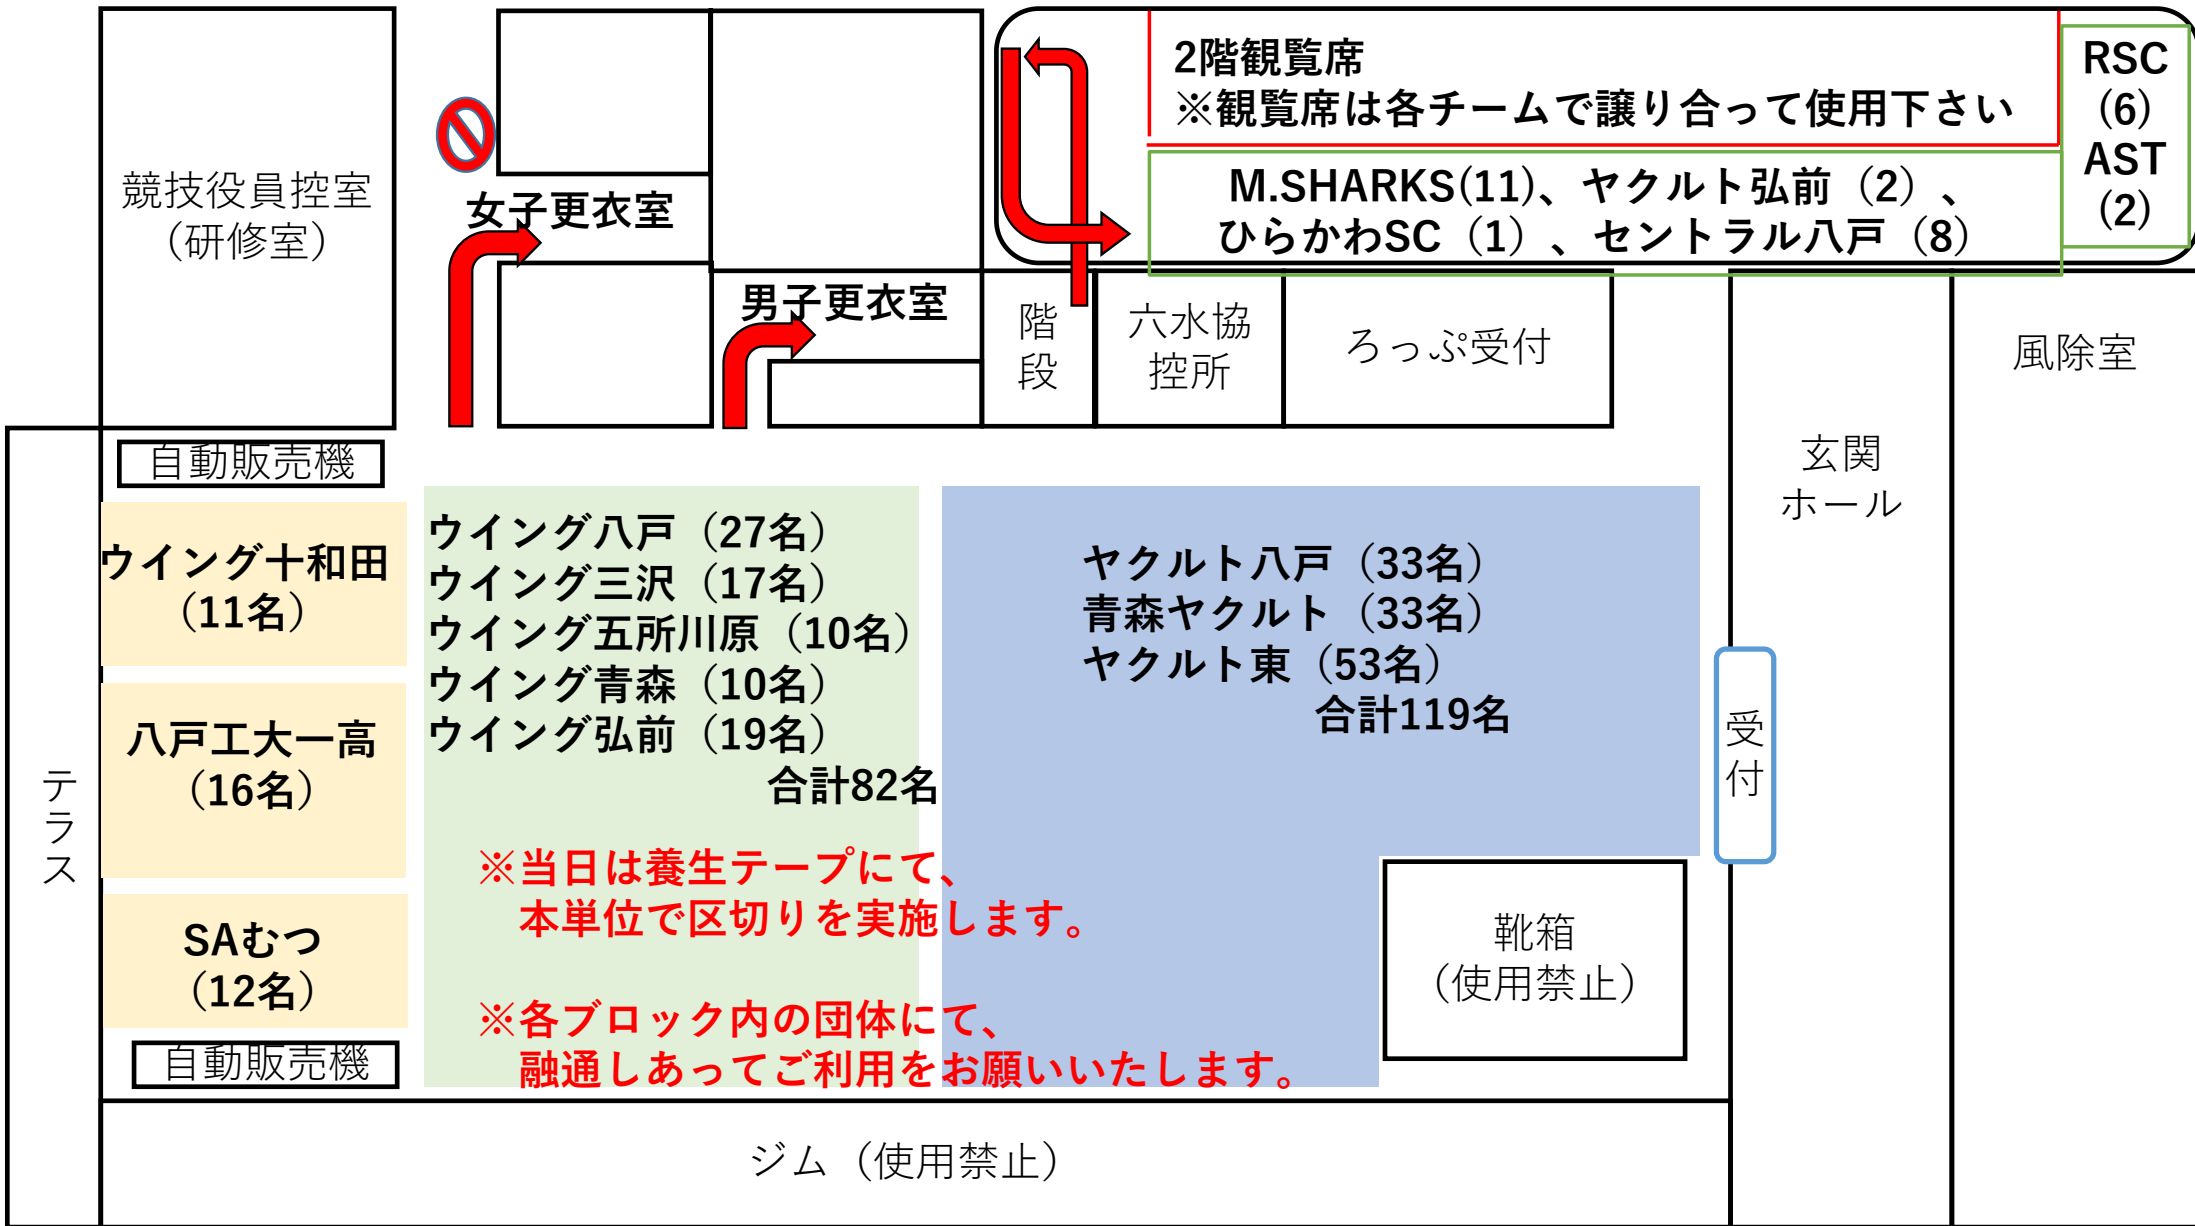 2階観覧席
※観覧席は各チームで譲り合って使用下さい
RSC
(6)
AST
(2)
M.SHARKS(11)、ヤクルト弘前（2）、
ひらかわSC（1）、セントラル八戸（8）
競技役員控室
（研修室）
女子更衣室
男子更衣室
階
段
六水協
控所
ろっぷ受付
風除室
玄関
ホール
自動販売機
ウイング十和田
（11名）
八戸工大一高
（16名）
SAむつ
（12名）
自動販売機
テラス
ウイング八戸（27名）
ウイング三沢（17名）
ウイング五所川原（10名）
ウイング青森（10名）
ウイング弘前（19名）
合計82名
ヤクルト八戸（33名）
青森ヤクルト（33名）
ヤクルト東（53名）
合計119名
受付
※当日は養生テープにて、
本単位で区切りを実施します。
※各ブロック内の団体にて、
融通しあってご利用をお願いいたします。
靴箱
（使用禁止）
ジム（使用禁止）